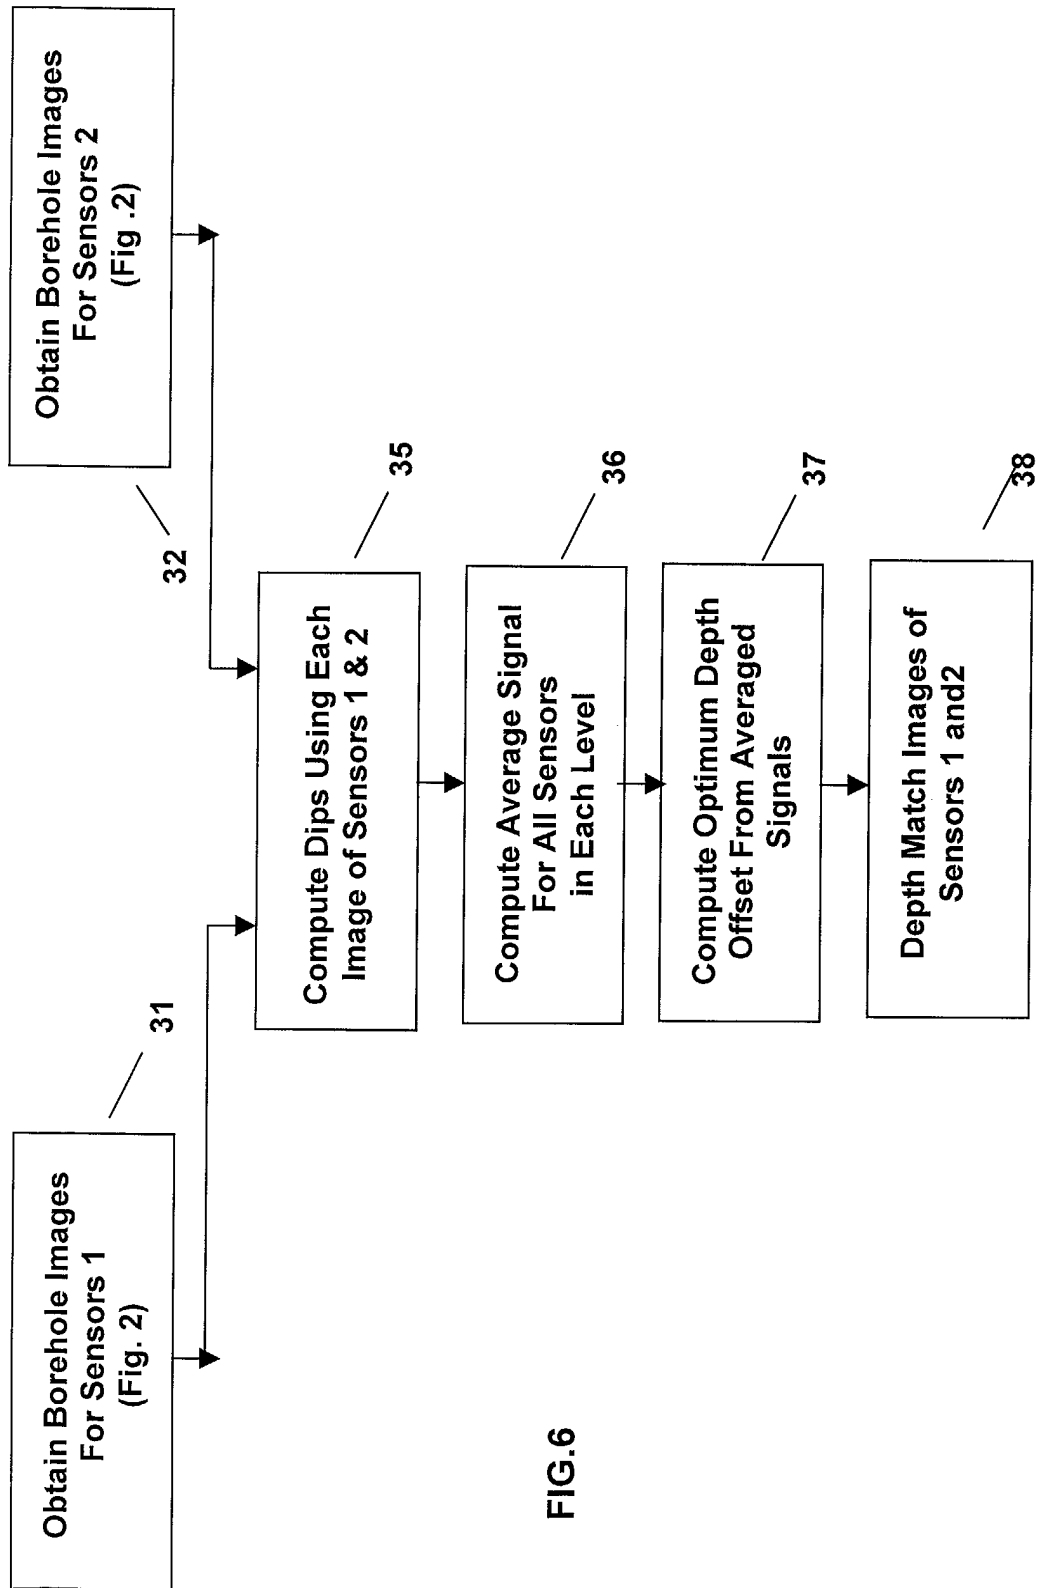 Obtain Borehole Images
For Sensors 1
(Fig. 2)
31
Obtain Borehole Images
For Sensors 2
(Fig .2)
32
Compute Dips Using Each
Image of Sensors 1 & 2
35
Compute Average Signal
For All Sensors
in Each Level
36
Compute Optimum Depth
Offset From Averaged
Signals
37
Depth Match Images of
Sensors 1 and2
38
FIG.6